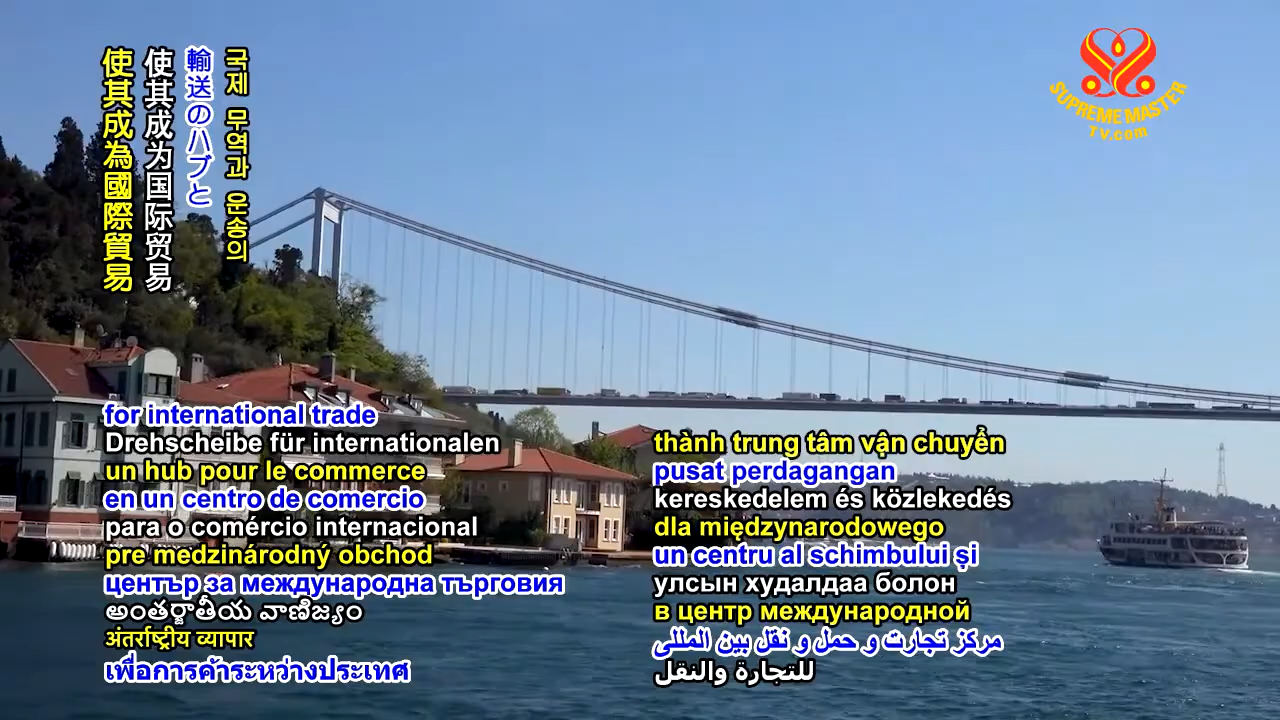 使其成為國際貿易
使其成为国际贸易
輸送のハブと
국제 무역과 운송의
SUPREME MASTER
TV.com
for international trade
Drehscheibe für internationalen
un hub pour le commerce
en un centro de comercio
para o comércio internacional
pre medzinárodný obchod
център за международна търговия
అంతర్జాతీయ వాణిజ్యం
अंतर्राष्ट्रीय व्यापार
เพื่อการค้าระหว่างประเทศ
thành trung tâm vận chuyển
pusat perdagangan
kereskedelem és közlekedés
dla międzynarodowego
un centru al schimbului și
улсын худалдаа болон
в центр международной
مرکز تجارت و حمل و نقل بین المللی
للتجارة والنقل